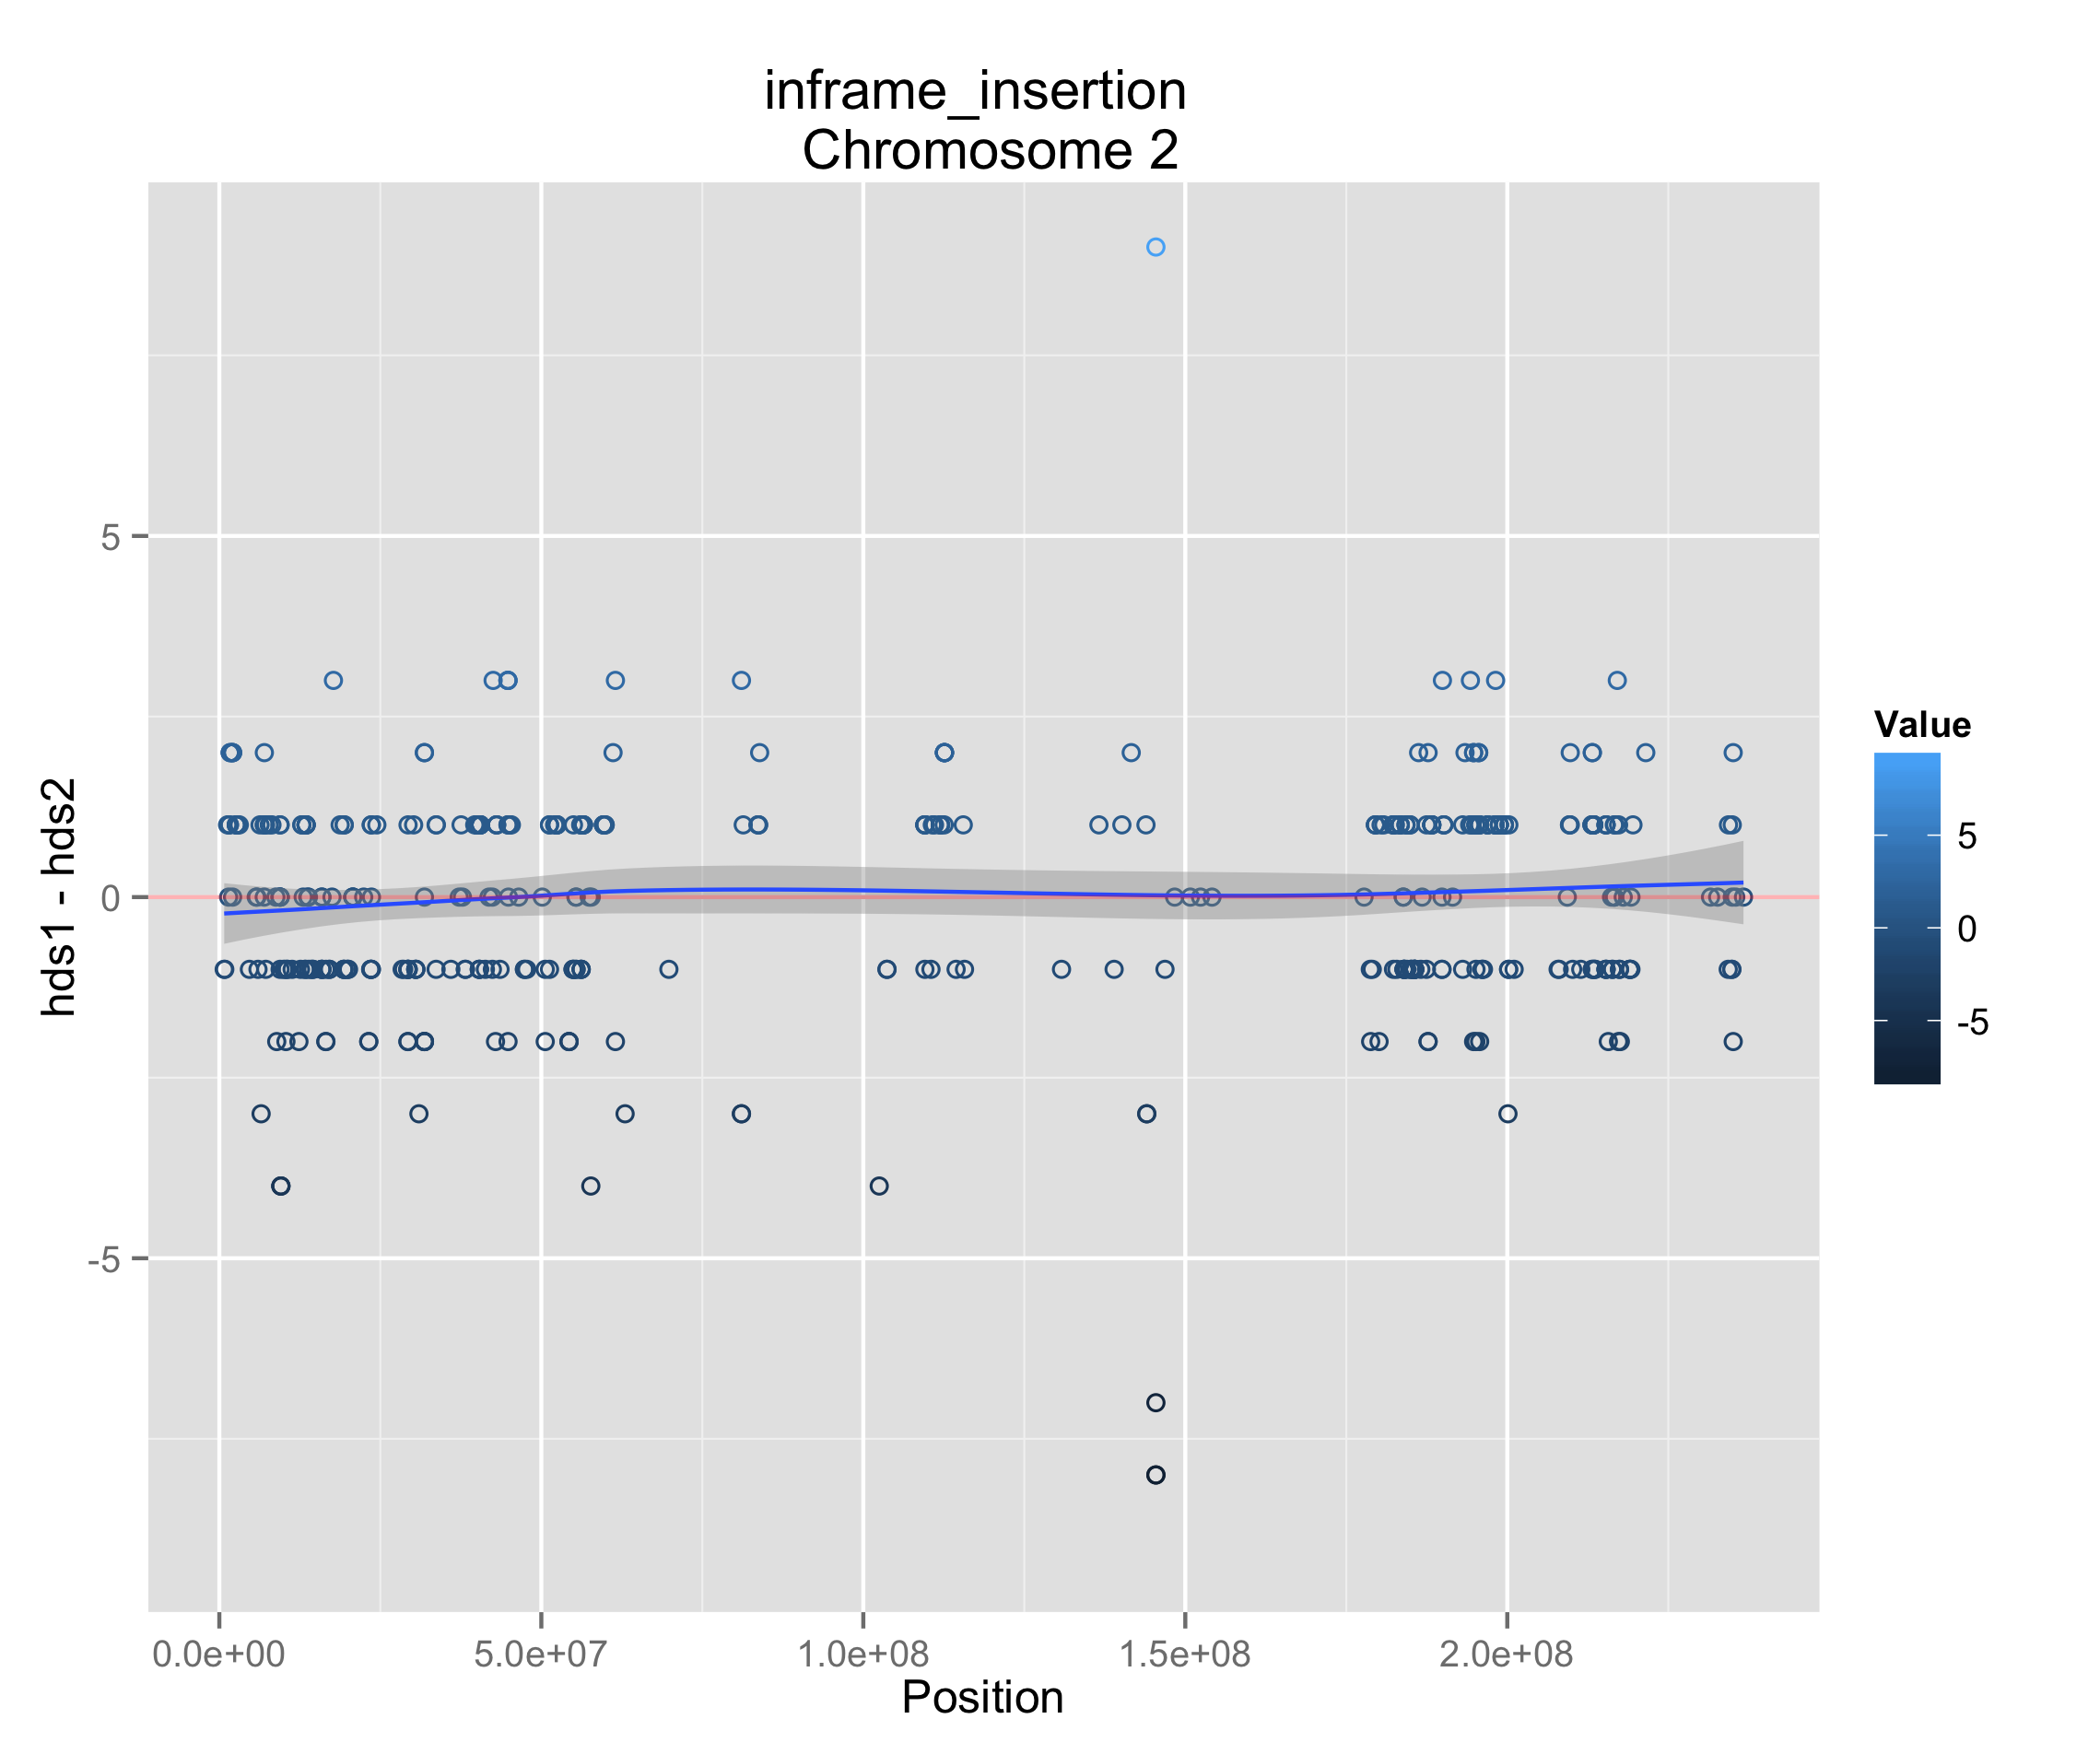 inframe_insertion
Chromosome 2
hds1 - hds2
5
0
-5
0.0e+00
5.0e+07
1.0e+08
1.5e+08
2.0e+08
Position
Value
5
0
-5